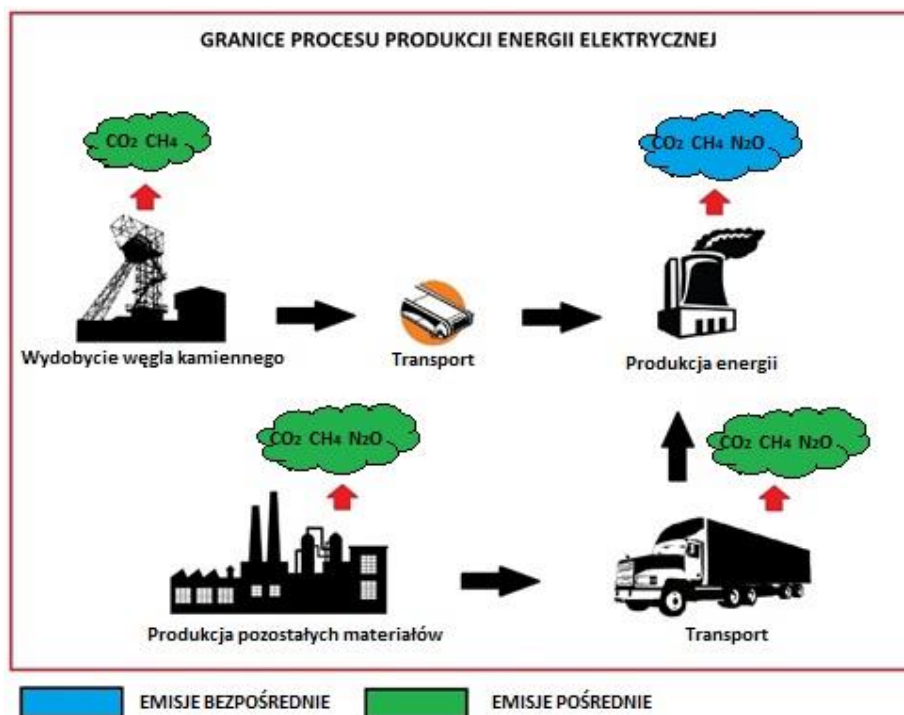 GRANICE PROCESU PRODUKCJI ENERGII ELEKTRYCZNEJ
CO2 CH4
CO2 CH4 N2O
Wydobycie węgla kamiennego
Transport
Produkcja energii
CO2 CH4 N2O
CO2 CH4 N2O
Produkcja pozostałych materiałów
Transport
EMISJE BEZPOŚREDNIE
EMISJE POŚREDNIE